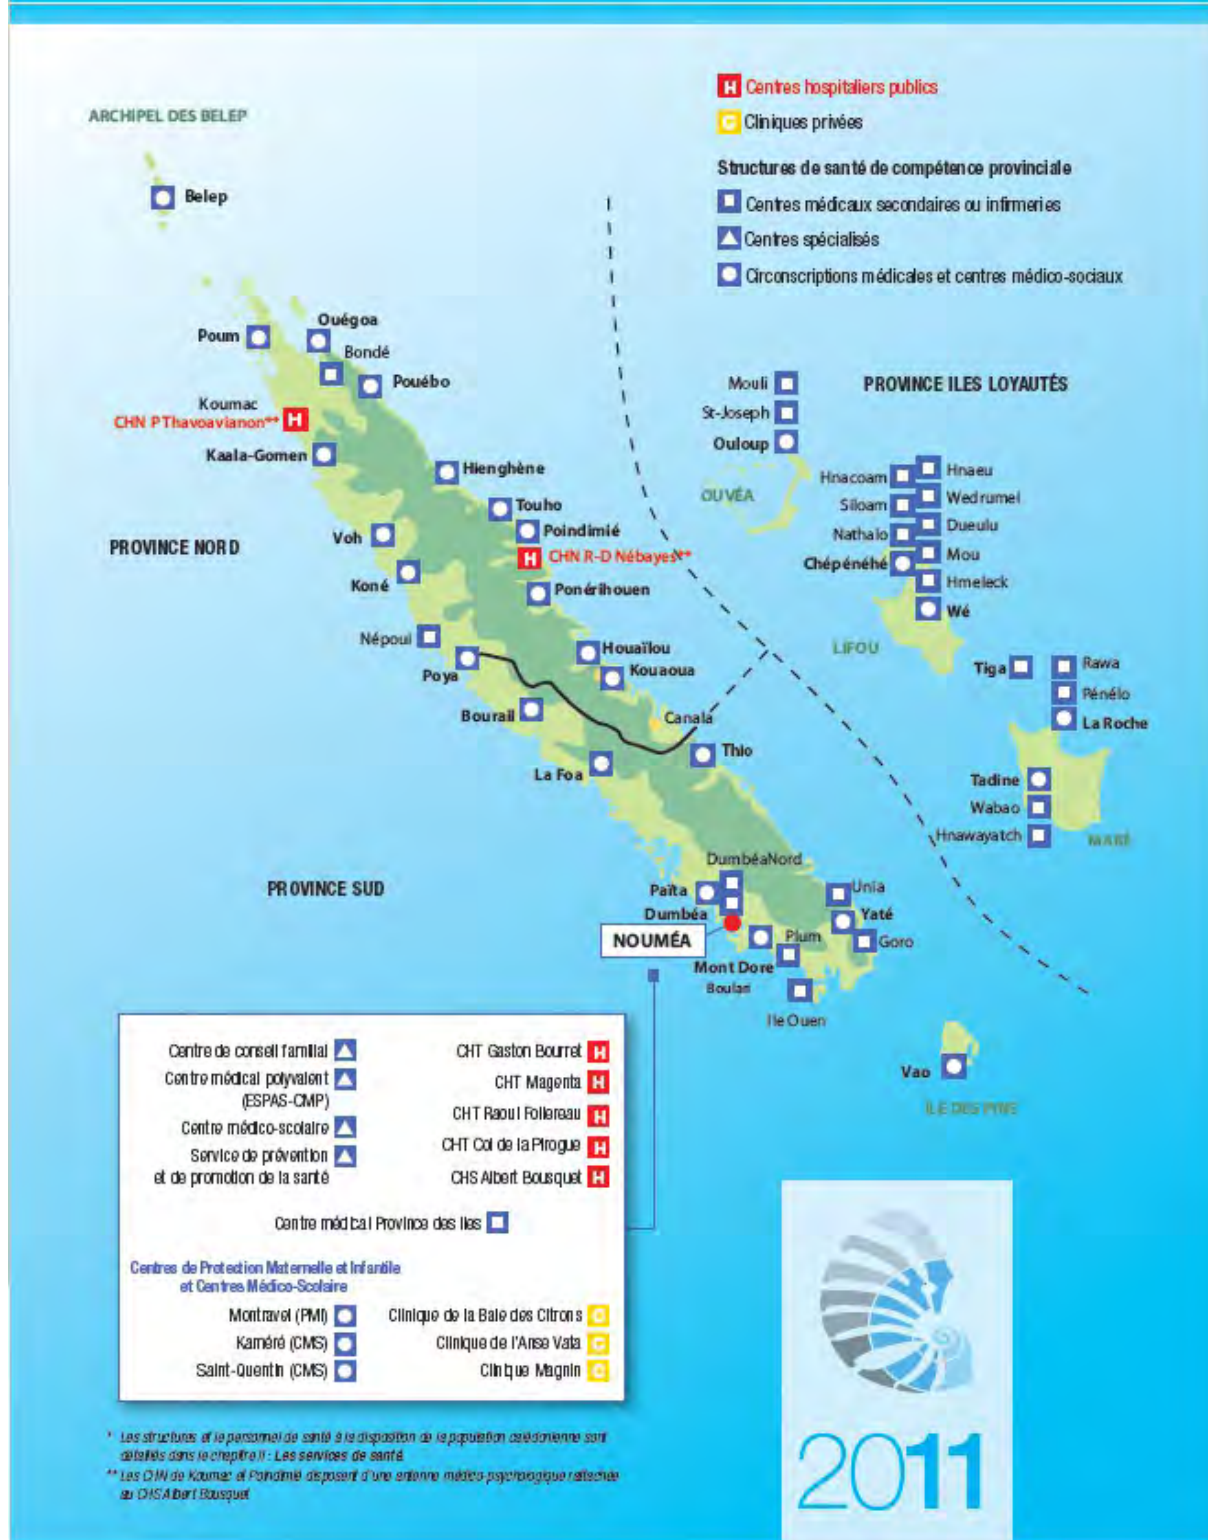 ARCHIPEL DES BELEP
Belep
Centres hospitaliers publics
Cliniques privées
Structures de santé de compétence provinciale
Centres médicaux secondaires ou infirmeries
Centres spécialisés
Circonscriptions médicales et centres médico-sociaux
Poum
Ouégoa
Bondé
Pouébo
Koumac
CHN P Thavoavianon**
Kaala-Gomen
Hienghène
Touho
Poindimié
CHN R-D Nébayes**
Ponérihouen
PROVINCE NORD
Voh
Koné
Népoui
Poya
Houaïlou
Kouaoua
Canala
Bourail
La Foa
Thio
PROVINCE ILES LOYAUTÉS
Mouli
St-Joseph
Ouloup
OUVÉA
Hnacoam
Siloam
Nathalo
Chépénéhé
Hnaeu
Wedrumel
Dueulu
Mou
Hmeleck
Wé
LIFOU
Tiga
Rawa
Pénélo
La Roche
Tadine
Wabao
Hnawayatch
MARÉ
PROVINCE SUD
DumbéaNord
Païta
Dumbéa
NOUMÉA
Unia
Yaté
Goro
Plum
Mont Dore
Boulari
Ile Ouen
Vao
ILE DES PINS
Centre de conseil familial
Centre médical polyvalent
(ESPAS-CMP)
Centre médico-scolaire
Service de prévention
et de promotion de la santé
CHT Gaston Bourret H
CHT Magenta H
CHT Raoul Follereau H
CHT Col de la Pirogue H
CHS Albert Bousquet H
Centre médical Province des Iles
Centres de Protection Maternelle et Infantile
et Centres Médico-Scolaire
Montravel (PMI)
Kaméré (CMS)
Saint-Quentin (CMS)
Clinique de la Baie des Citrons C
Clinique de l'Anse Vata C
Clinique Magnin C
* Les structures et le personnel de santé à la disposition de la population calédonienne sont
détaillés dans le chapitre II : Les services de santé
** Les CHN de Koumac et Poindimié disposent d'une antenne médico-psychologique rattachée
au CHS Albert Bousquet
2011